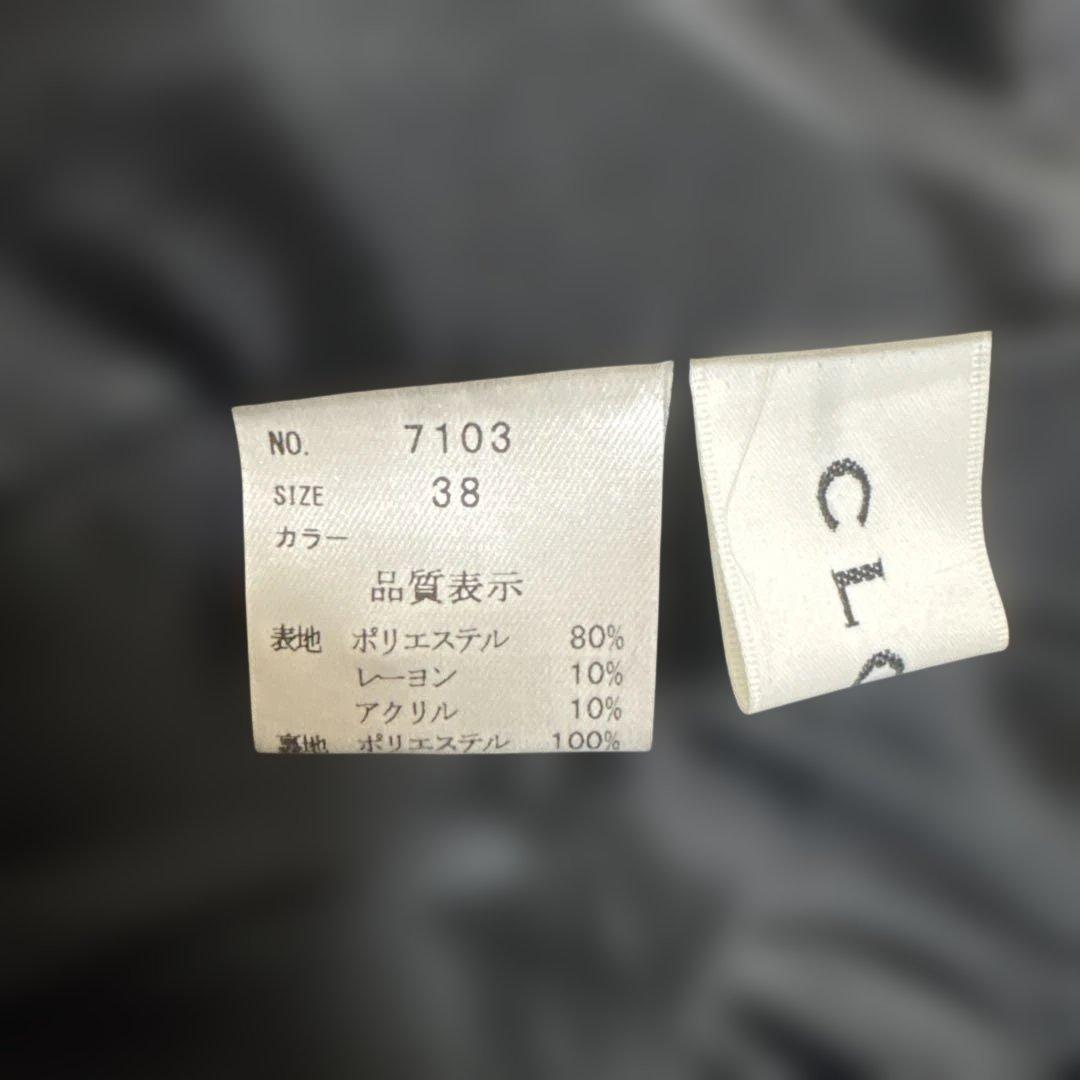 NO. 7103
SIZE 38
カラー
品質表示
表地 ポリエステル 80%
レーヨン 10%
アクリル 10%
裏地 ポリエステル 100%
CL